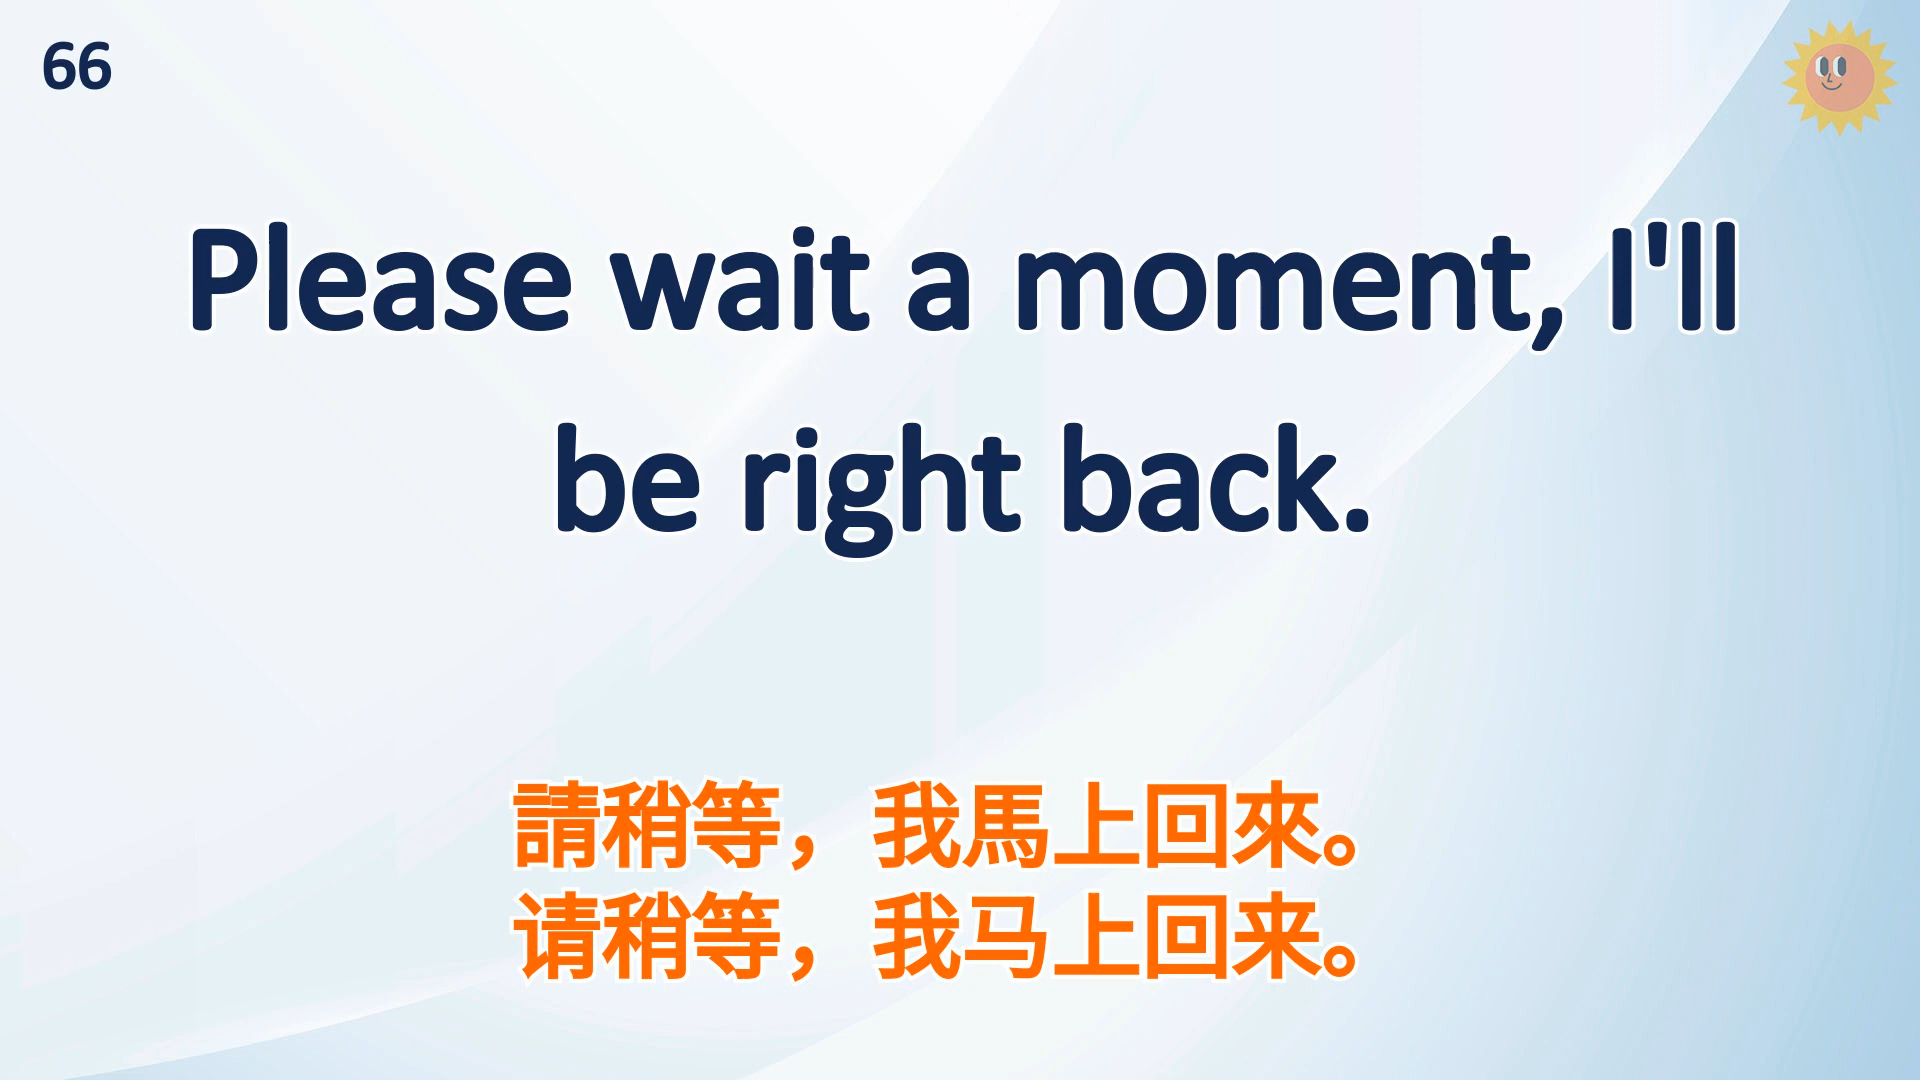 66
Please wait a moment, I'll
be right back.
請稍等，我馬上回來。
请稍等，我马上回来。